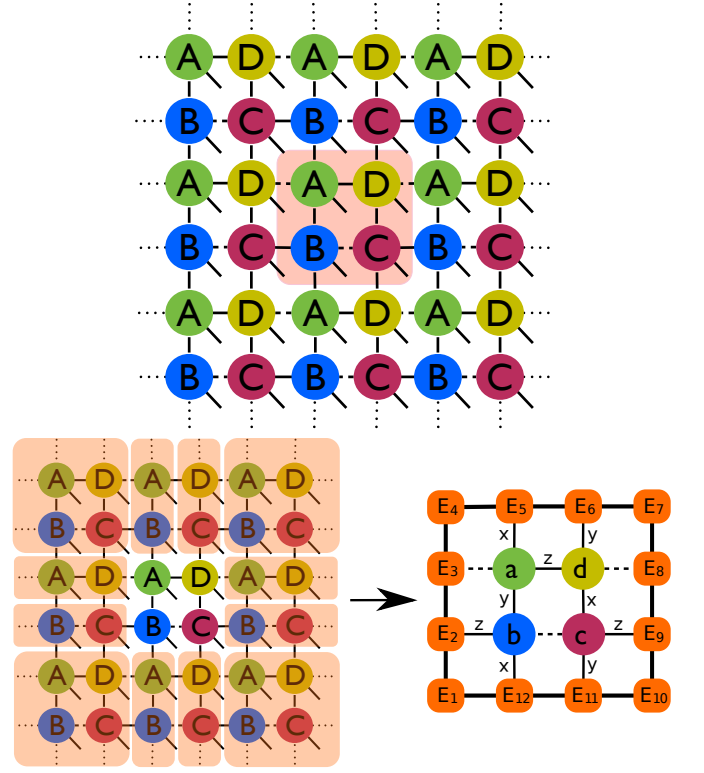 A D A D A D
B C B C B C
A D A D A D
B C B C B C
A D A D A D
B C B C B C
A D A D A D
B C B C B C
A D A D A D
B C B C B C
A D A D A D
B C B C B C
E4 E5 E6 E7
x y
z
E3 a d E8
y x
z z
E2 b c E9
x y
E1 E12 E11 E10